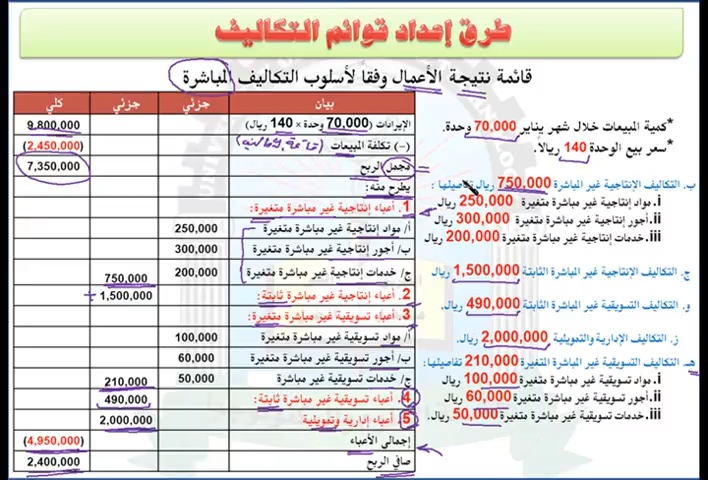 طرق إعداد قوائم التكاليف
قائمة نتيجة الأعمال وفقا لأسلوب التكاليف المباشرة
*كمية المبيعات خلال شهر يناير 70,000 وحدة.
*سعر بيع الوحدة 140 ريالا.
ب. التكاليف الإنتاجية غير المباشرة 750,000 ريال تفاصيلها :
i. مواد إنتاجية غير مباشرة متغيرة 250,000 ريال
ii. أجور إنتاجية غير مباشرة متغيرة 300,000 ريال
iii. خدمات إنتاجية غير مباشرة متغيرة 200,000 ريال
ج. التكاليف الإنتاجية غير المباشرة الثابتة 1,500,000 ريال.
و. التكاليف التسويقية غير المباشرة الثابتة 490,000 ريال.
ز. التكاليف الإدارية والتمويلية 2,000,000 ريال.
هـ. التكاليف التسويقية غير المباشرة المتغيرة 210,000 تفاصيلها:
i. مواد تسويقية غير مباشرة متغيرة 100,000 ريال
ii. أجور تسويقية غير مباشرة متغيرة 60,000 ريال
iii. خدمات تسويقية غير مباشرة متغيرة 50,000 ريال
بيان جزئي جزئي كلي
الإيرادات (70,000 وحدة × 140 ريال) 9,800,000
(-) تكلفة المبيعات (2,450,000)
مجمل الربح 7,350,000
يطرح منه:
1. أعباء إنتاجية غير مباشرة متغيرة:
أ/ مواد إنتاجية غير مباشرة متغيرة 250,000
ب/ أجور إنتاجية غير مباشرة متغيرة 300,000
ج/ خدمات إنتاجية غير مباشرة متغيرة 200,000 750,000
2. أعباء إنتاجية غير مباشرة ثابتة: 1,500,000
3. أعباء تسويقية غير مباشرة متغيرة:
أ/ مواد تسويقية غير مباشرة متغيرة 100,000
ب/ أجور تسويقية غير مباشرة متغيرة 60,000
ج/ خدمات تسويقية غير مباشرة متغيرة 50,000 210,000
4. أعباء تسويقية غير مباشرة ثابتة: 490,000
5. أعباء إدارية وتمويلية 2,000,000
إجمالي الأعباء (4,950,000)
صافي الربح 2,400,000